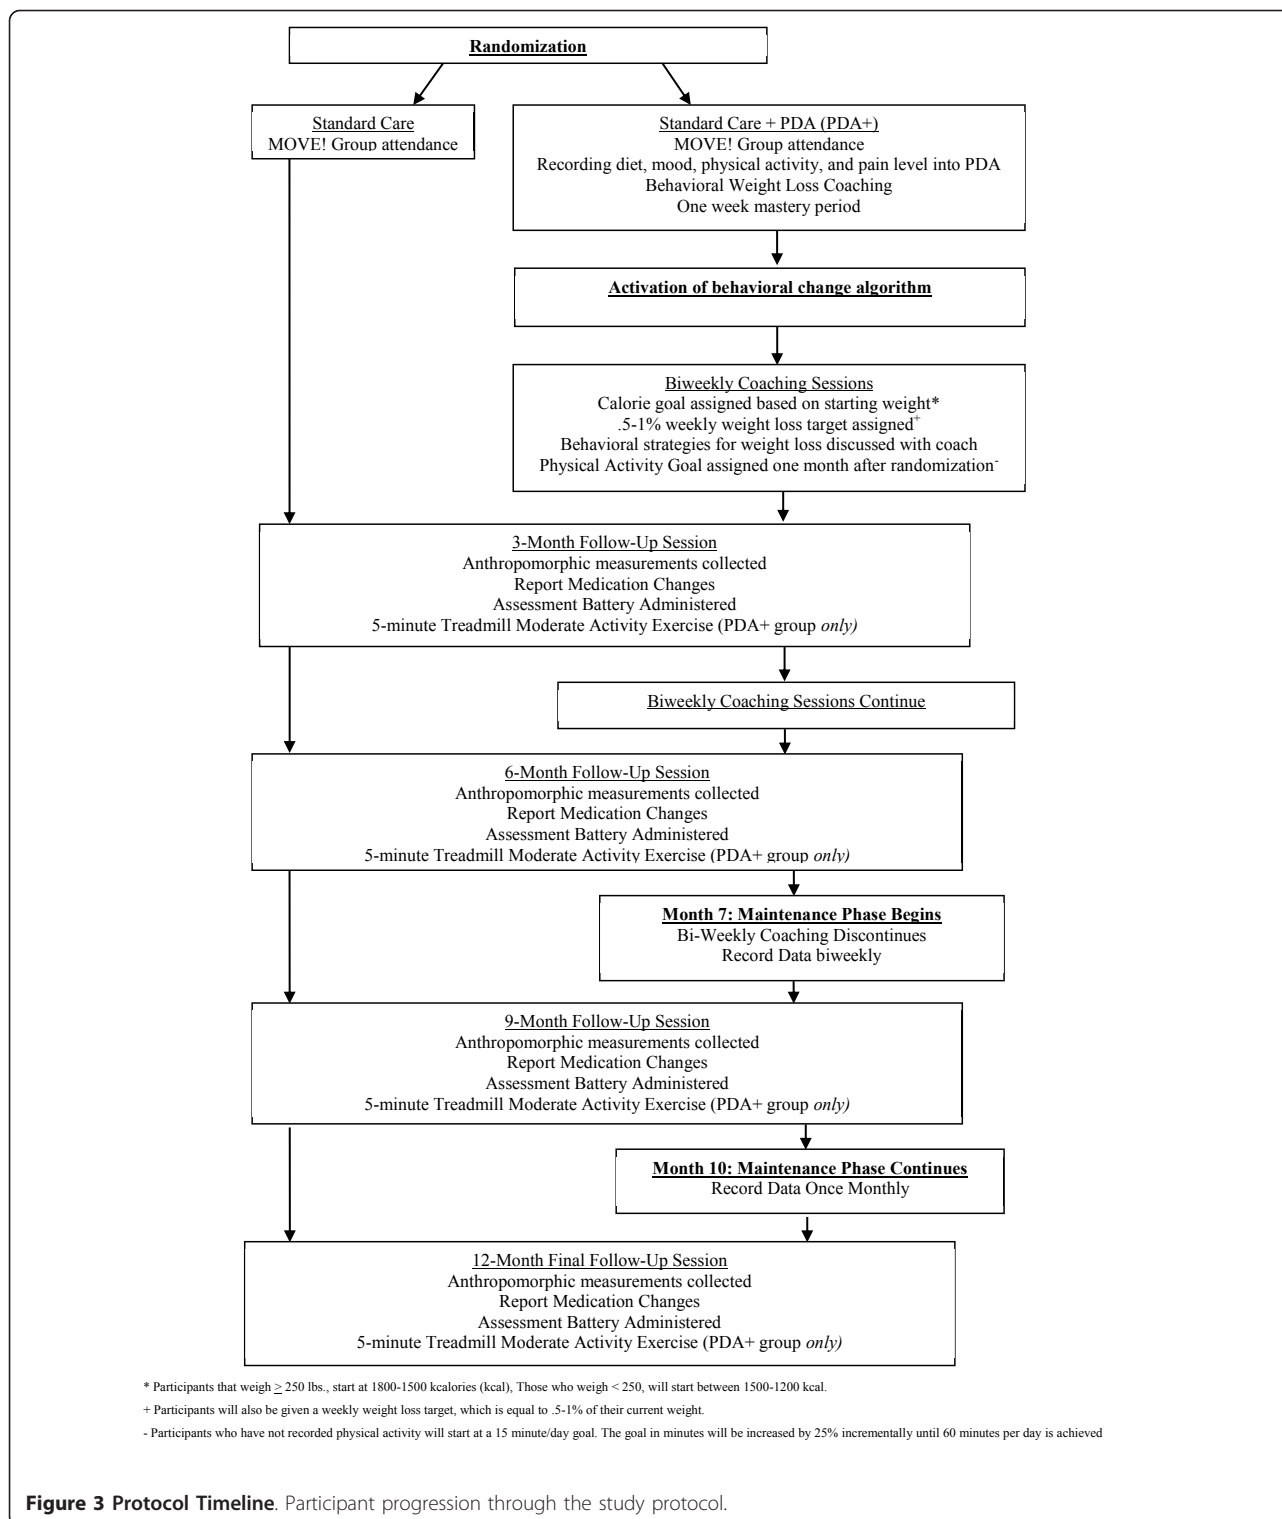 Randomization
Standard Care
MOVE! Group attendance
Standard Care + PDA (PDA+)
MOVE! Group attendance
Recording diet, mood, physical activity, and pain level into PDA
Behavioral Weight Loss Coaching
One week mastery period
Activation of behavioral change algorithm
Biweekly Coaching Sessions
Calorie goal assigned based on starting weight*
.5-1% weekly weight loss target assigned+
Behavioral strategies for weight loss discussed with coach
Physical Activity Goal assigned one month after randomization-
3-Month Follow-Up Session
Anthropomorphic measurements collected
Report Medication Changes
Assessment Battery Administered
5-minute Treadmill Moderate Activity Exercise (PDA+ group only)
Biweekly Coaching Sessions Continue
6-Month Follow-Up Session
Anthropomorphic measurements collected
Report Medication Changes
Assessment Battery Administered
5-minute Treadmill Moderate Activity Exercise (PDA+ group only)
Month 7: Maintenance Phase Begins
Bi-Weekly Coaching Discontinues
Record Data biweekly
9-Month Follow-Up Session
Anthropomorphic measurements collected
Report Medication Changes
Assessment Battery Administered
5-minute Treadmill Moderate Activity Exercise (PDA+ group only)
Month 10: Maintenance Phase Continues
Record Data Once Monthly
12-Month Final Follow-Up Session
Anthropomorphic measurements collected
Report Medication Changes
Assessment Battery Administered
5-minute Treadmill Moderate Activity Exercise (PDA+ group only)
* Participants that weigh ≥ 250 lbs., start at 1800-1500 kcalories (kcal), Those who weigh < 250, will start between 1500-1200 kcal.
+ Participants will also be given a weekly weight loss target, which is equal to .5-1% of their current weight.
- Participants who have not recorded physical activity will start at a 15 minute/day goal. The goal in minutes will be increased by 25% incrementally until 60 minutes per day is achieved
Figure 3 Protocol Timeline. Participant progression through the study protocol.